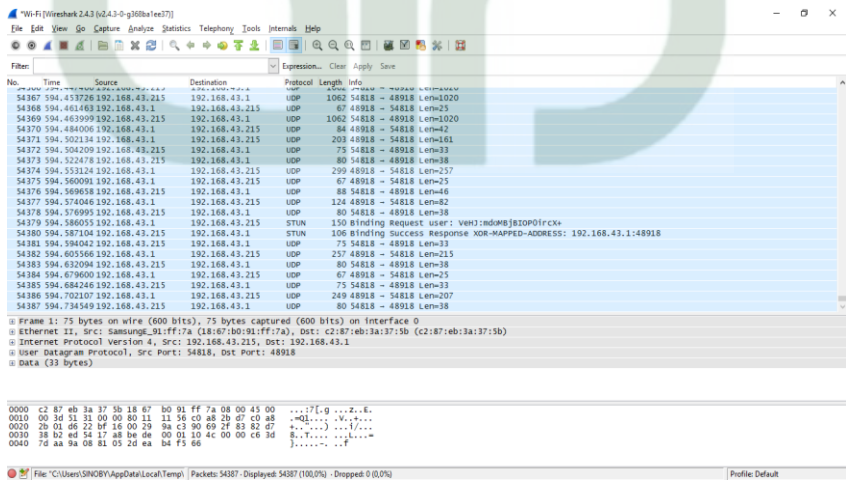 *Wi-Fi [Wireshark 2.4.3 (v2.4.3-0-g368ba1ee37)]
File Edit View Go Capture Analyze Statistics Telephony Tools Internals Help
Filter: Expression... Clear Apply Save
No. Time Source Destination Protocol Length Info
54367 594.453726 192.168.43.215 192.168.43.1 UDP 1062 54818 → 48918 Len=1020
54368 594.461463 192.168.43.1 192.168.43.215 UDP 67 48918 → 54818 Len=25
54369 594.463999 192.168.43.215 192.168.43.1 UDP 1062 54818 → 48918 Len=1020
54370 594.484006 192.168.43.1 192.168.43.215 UDP 84 48918 → 54818 Len=42
54371 594.502134 192.168.43.1 192.168.43.215 UDP 203 48918 → 54818 Len=161
54372 594.504209 192.168.43.215 192.168.43.1 UDP 75 54818 → 48918 Len=33
54373 594.522478 192.168.43.215 192.168.43.1 UDP 80 54818 → 48918 Len=38
54374 594.553124 192.168.43.1 192.168.43.215 UDP 299 48918 → 54818 Len=257
54375 594.560091 192.168.43.1 192.168.43.215 UDP 67 48918 → 54818 Len=25
54376 594.569658 192.168.43.215 192.168.43.1 UDP 88 54818 → 48918 Len=46
54377 594.574046 192.168.43.1 192.168.43.215 UDP 124 48918 → 54818 Len=82
54378 594.576995 192.168.43.215 192.168.43.1 UDP 80 54818 → 48918 Len=38
54379 594.586055 192.168.43.1 192.168.43.215 STUN 150 Binding Request user:
54380 594.587104 192.168.43.215 192.168.43.1 STUN 106 Binding Success Response XOR-MAPPED-ADDRESS: 192.168.43.1:48918
54381 594.594042 192.168.43.215 192.168.43.1 UDP 75 54818 → 48918 Len=33
54382 594.605566 192.168.43.1 192.168.43.215 UDP 257 48918 → 54818 Len=215
54383 594.632094 192.168.43.215 192.168.43.1 UDP 80 54818 → 48918 Len=38
54384 594.679600 192.168.43.1 192.168.43.215 UDP 67 48918 → 54818 Len=25
54385 594.684246 192.168.43.215 192.168.43.1 UDP 75 54818 → 48918 Len=33
54386 594.702107 192.168.43.1 192.168.43.215 UDP 249 48918 → 54818 Len=207
54387 594.734549 192.168.43.215 192.168.43.1 UDP 80 54818 → 48918 Len=38
Frame 1: 75 bytes on wire (600 bits), 75 bytes captured (600 bits) on interface 0
Ethernet II, Src: SamsungE_91:ff:7a (18:67:b0:91:ff:7a), Dst: c2:87:eb:3a:37:5b (c2:87:eb:3a:37:5b)
Internet Protocol Version 4, Src: 192.168.43.215, Dst: 192.168.43.1
User Datagram Protocol, Src Port: 54818, Dst Port: 48918
Data (33 bytes)
0000 c2 87 eb 3a 37 5b 18 67 b0 91 ff 7a 08 00 45 00 ...:7[.g ...z..E.
0010 00 3d 51 31 00 00 80 11 11 56 c0 a8 2b d7 c0 a8 .=Q1.... .V..+...
0020 2b 01 d6 22 bf 16 00 29 9a c3 90 69 2f 83 82 d7 +.."...) ...i/...
0030 38 b2 ed 54 17 a8 be de 00 01 10 4c 00 00 c6 3d 8..T.... ...L...=
0040 7d aa 9a 08 81 05 2d ea b4 f5 66 }.....-. ..f
File: "C:\Users\SINOBY\AppData\Local\Temp\ Packets: 54387 · Displayed: 54387 (100,0%) · Dropped: 0 (0,0%) Profile: Default